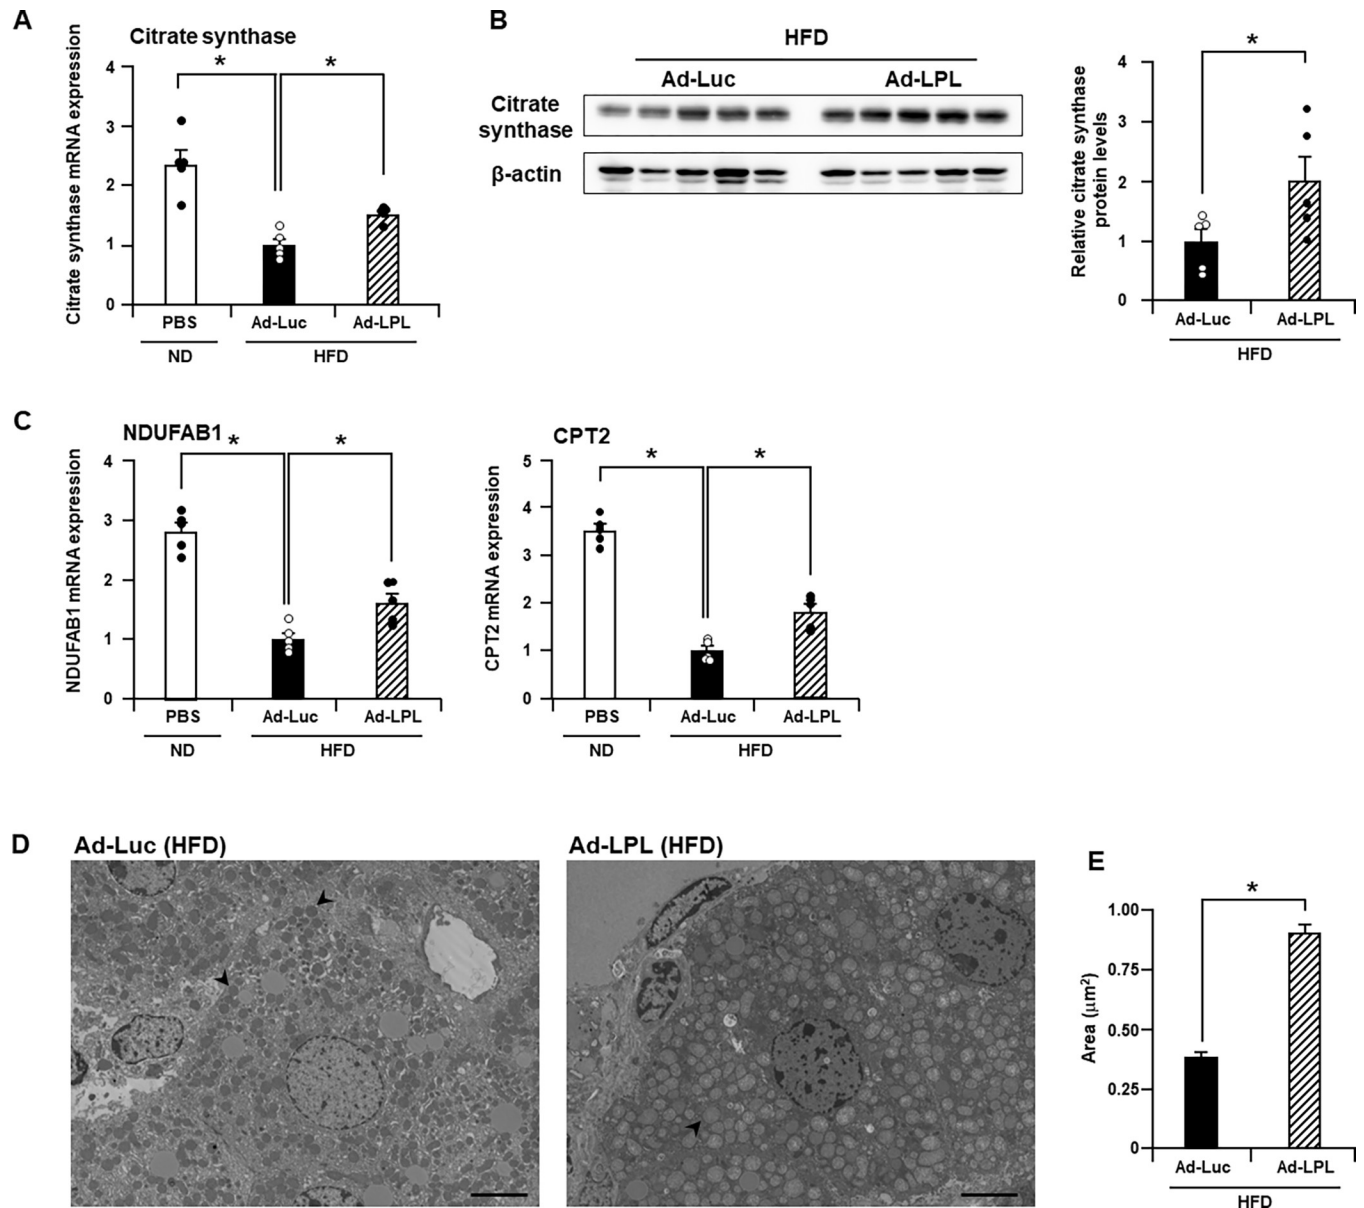 A
Citrate synthase
Citrate synthase mRNA expression
* *
4
3
2
1
0
PBS Ad-Luc Ad-LPL
ND HFD
B
HFD
Ad-Luc Ad-LPL
Citrate
synthase
β-actin
*
Relative citrate synthase
protein levels
4
3
2
1
0
Ad-Luc Ad-LPL
HFD
C
NDUFAB1
* *
NDUFAB1 mRNA expression
4
3
2
1
0
PBS Ad-Luc Ad-LPL
ND HFD
CPT2
* *
CPT2 mRNA expression
5
4
3
2
1
0
PBS Ad-Luc Ad-LPL
ND HFD
D
Ad-Luc (HFD)
Ad-LPL (HFD)
E
*
Area (μm²)
1.00
0.75
0.50
0.25
0
Ad-Luc Ad-LPL
HFD